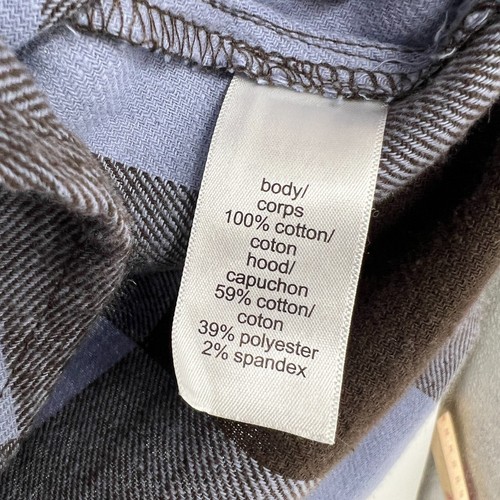 body/
corps
100% cotton/
coton
hood/
capuchon
59% cotton/
coton
39% polyester
2% spandex